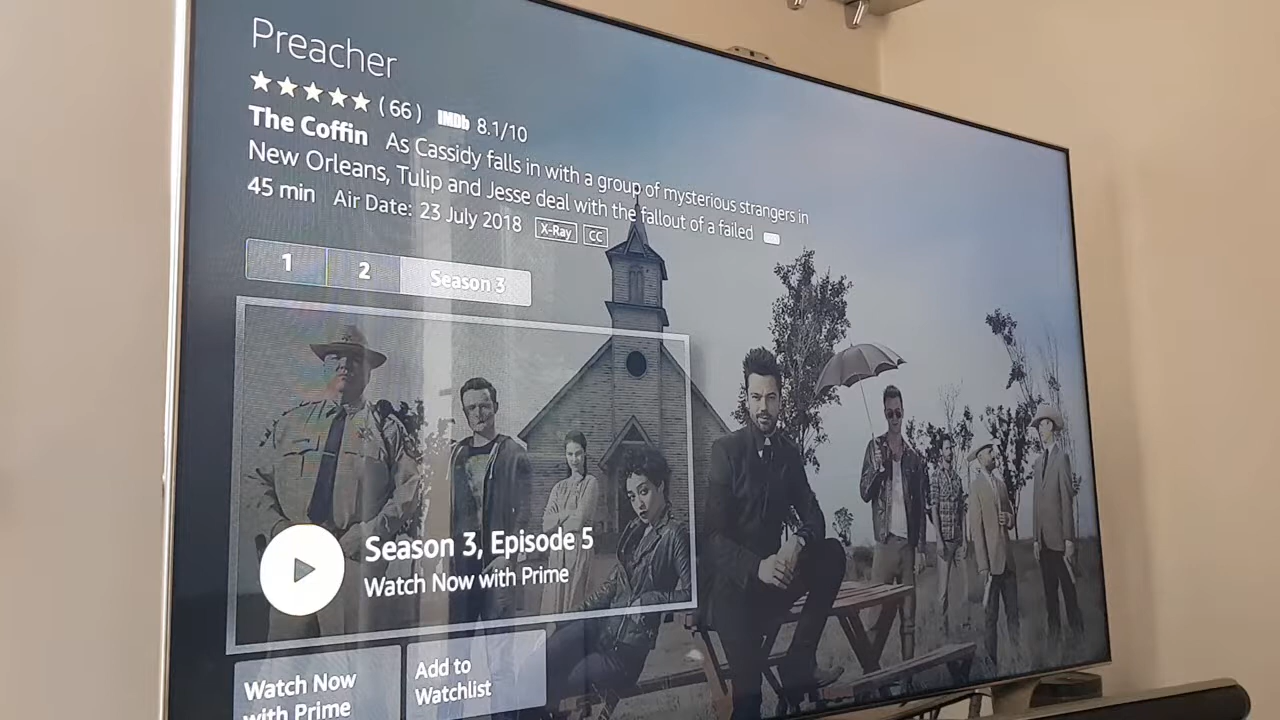 Preacher
(66) IMDb 8.1/10
The Coffin As Cassidy falls in with a group of mysterious strangers in
New Orleans, Tulip and Jesse deal with the fallout of a failed
45 min Air Date: 23 July 2018 X-Ray CC
1 2 Season 3
Season 3, Episode 5
Watch Now with Prime
Watch Now
with Prime
Add to
Watchlist